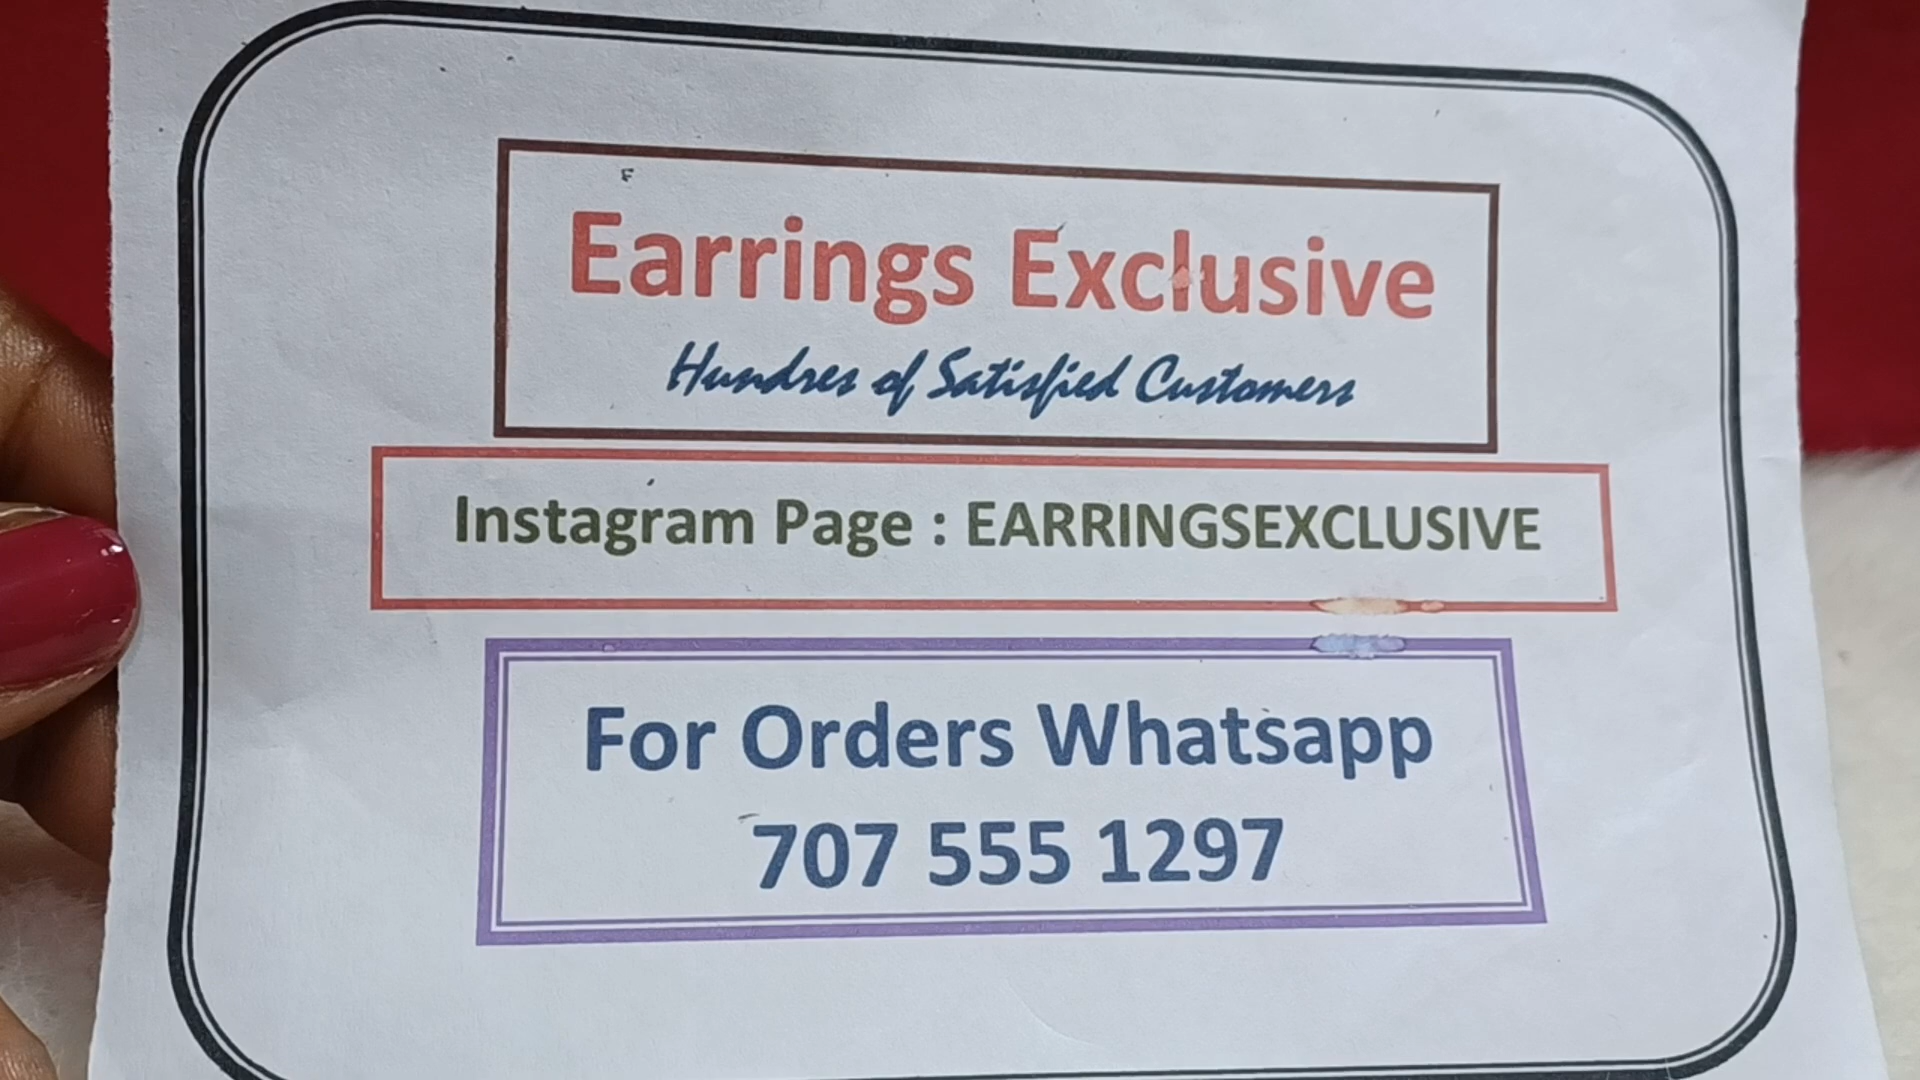 Earrings Exclusive
Hundres of Satisfied Customers
Instagram Page : EARRINGSEXCLUSIVE
For Orders Whatsapp
707 555 1297